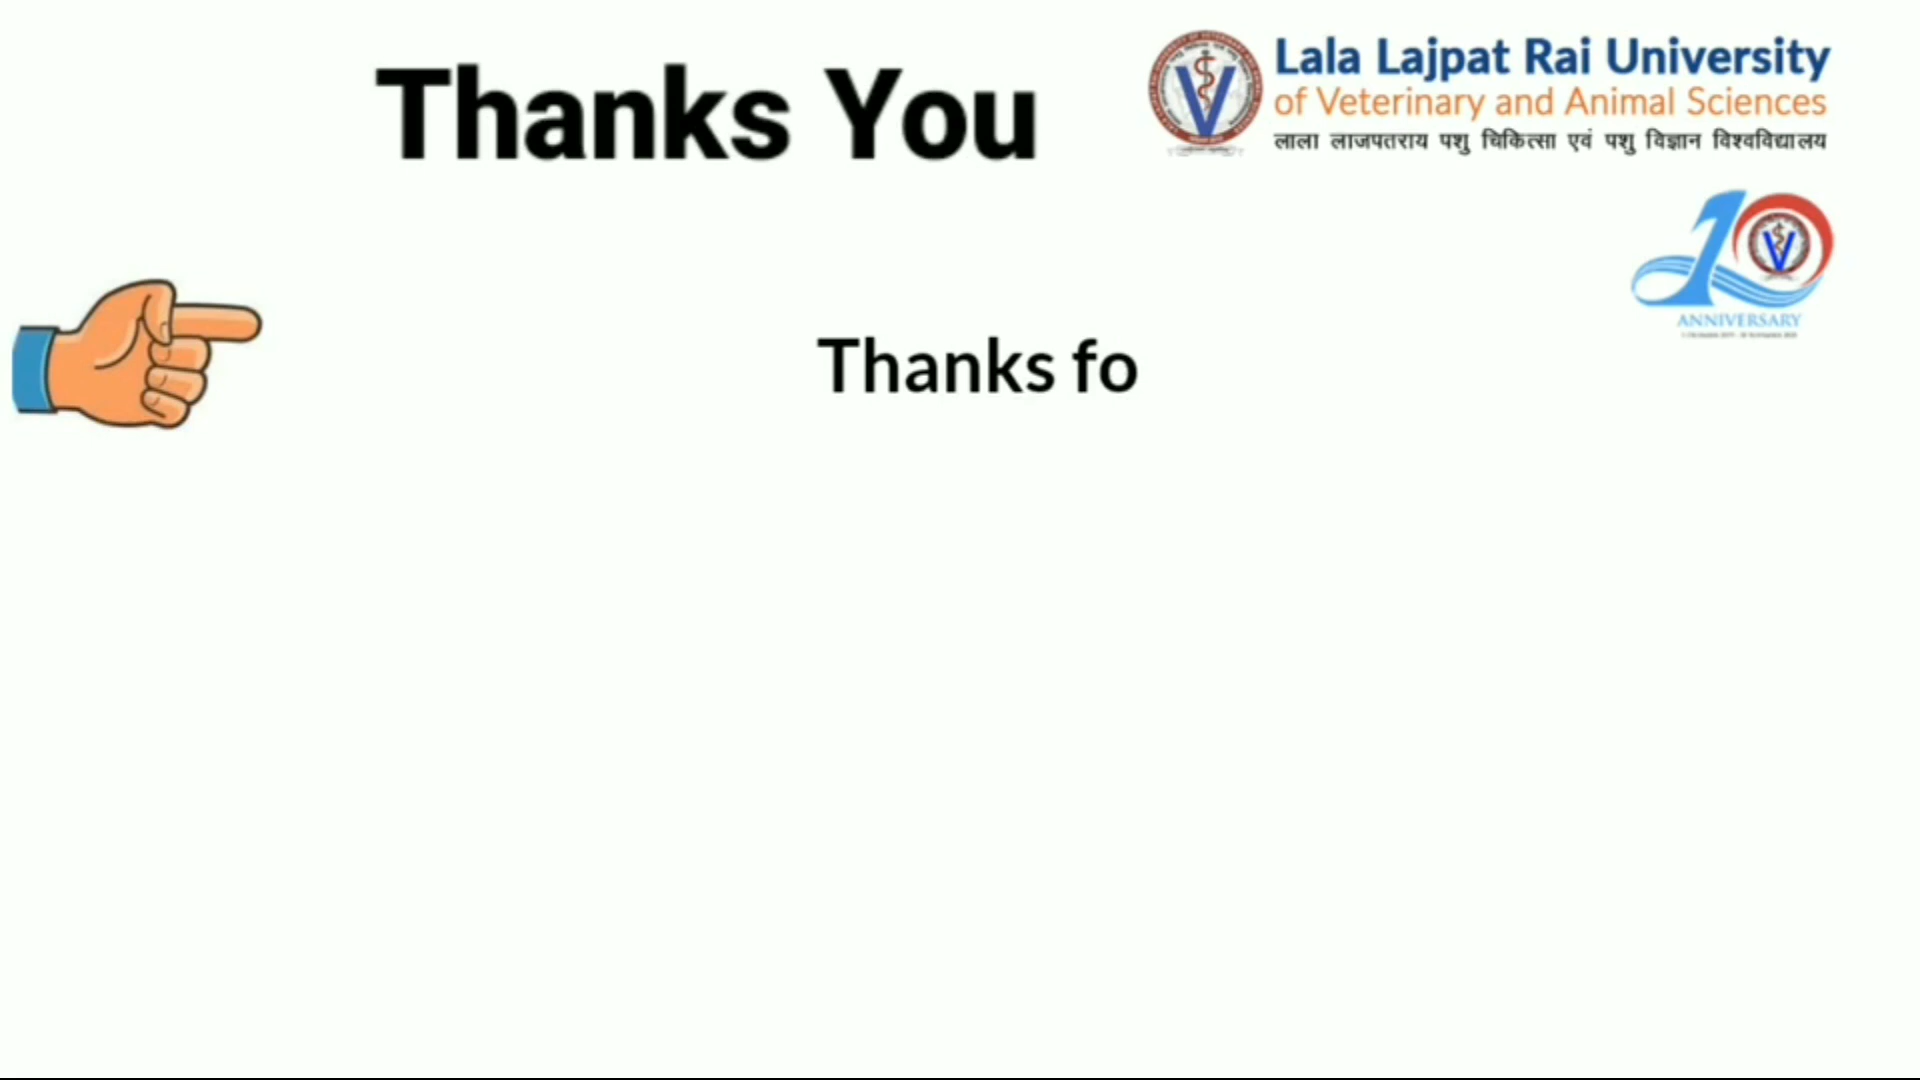 Thanks You
Lala Lajpat Rai University
of Veterinary and Animal Sciences
लाला लाजपतराय पशु चिकित्सा एवं पशु विज्ञान विश्वविद्यालय
10
ANNIVERSARY
Thanks fo